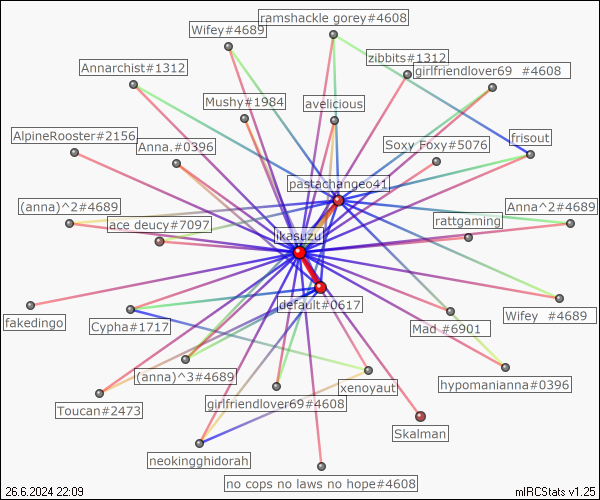 ramshackle gorey#4608
Wifey#4689
zibbits#1312
Annarchist#1312
girlfriendlover69 #4608
Mushy#1984
avelicious
AlpineRooster#2156
Anna.#0396
Soxy Foxy#5076
frisout
pastachangeo41
(anna)^2#4689
Anna^2#4689
ace deucy#7097
rattgaming
jkasuzu
default#0617
fakedingo
Cypha#1717
Mad #6901
Wifey #4689
(anna)^3#4689
xenoyaut
hypomanianna#0396
Toucan#2473
girlfriendlover69#4608
Skalman
neokingghidorah
no cops no laws no hope#4608
26.6.2024 22:09
mIRCStats v1.25